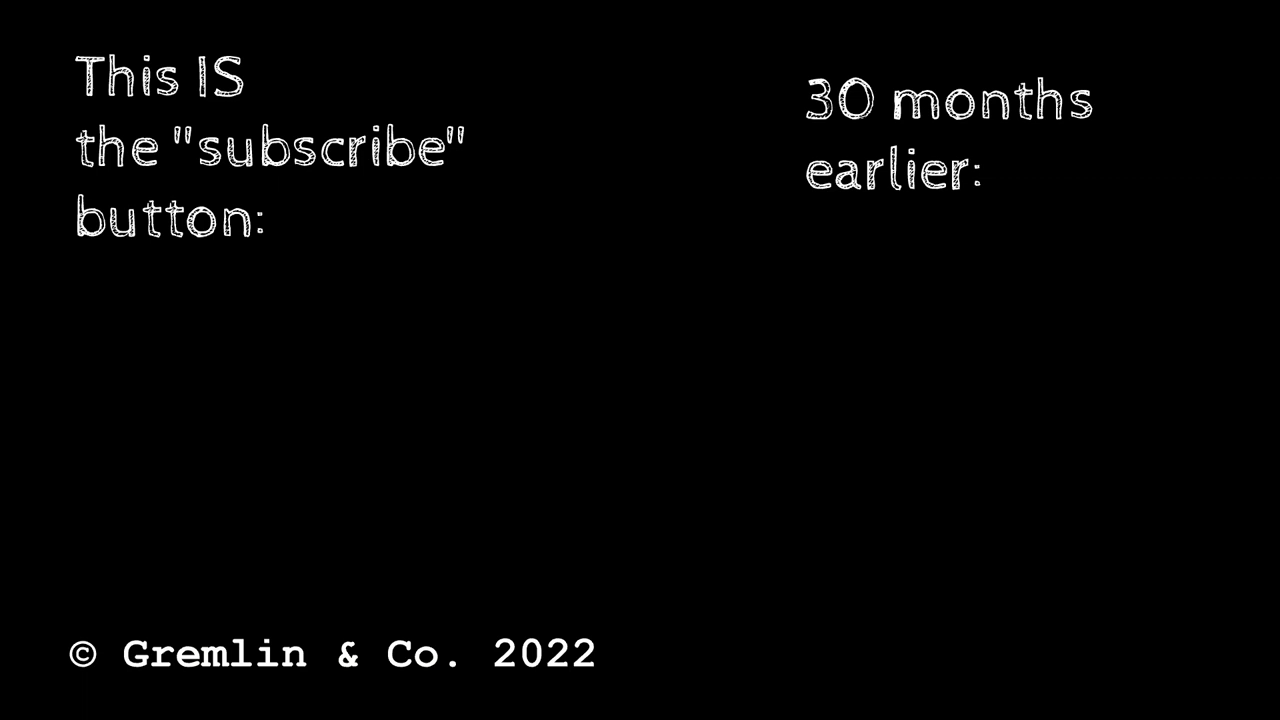 This IS
the "subscribe"
button:
30 months
earlier:
© Gremlin & Co. 2022